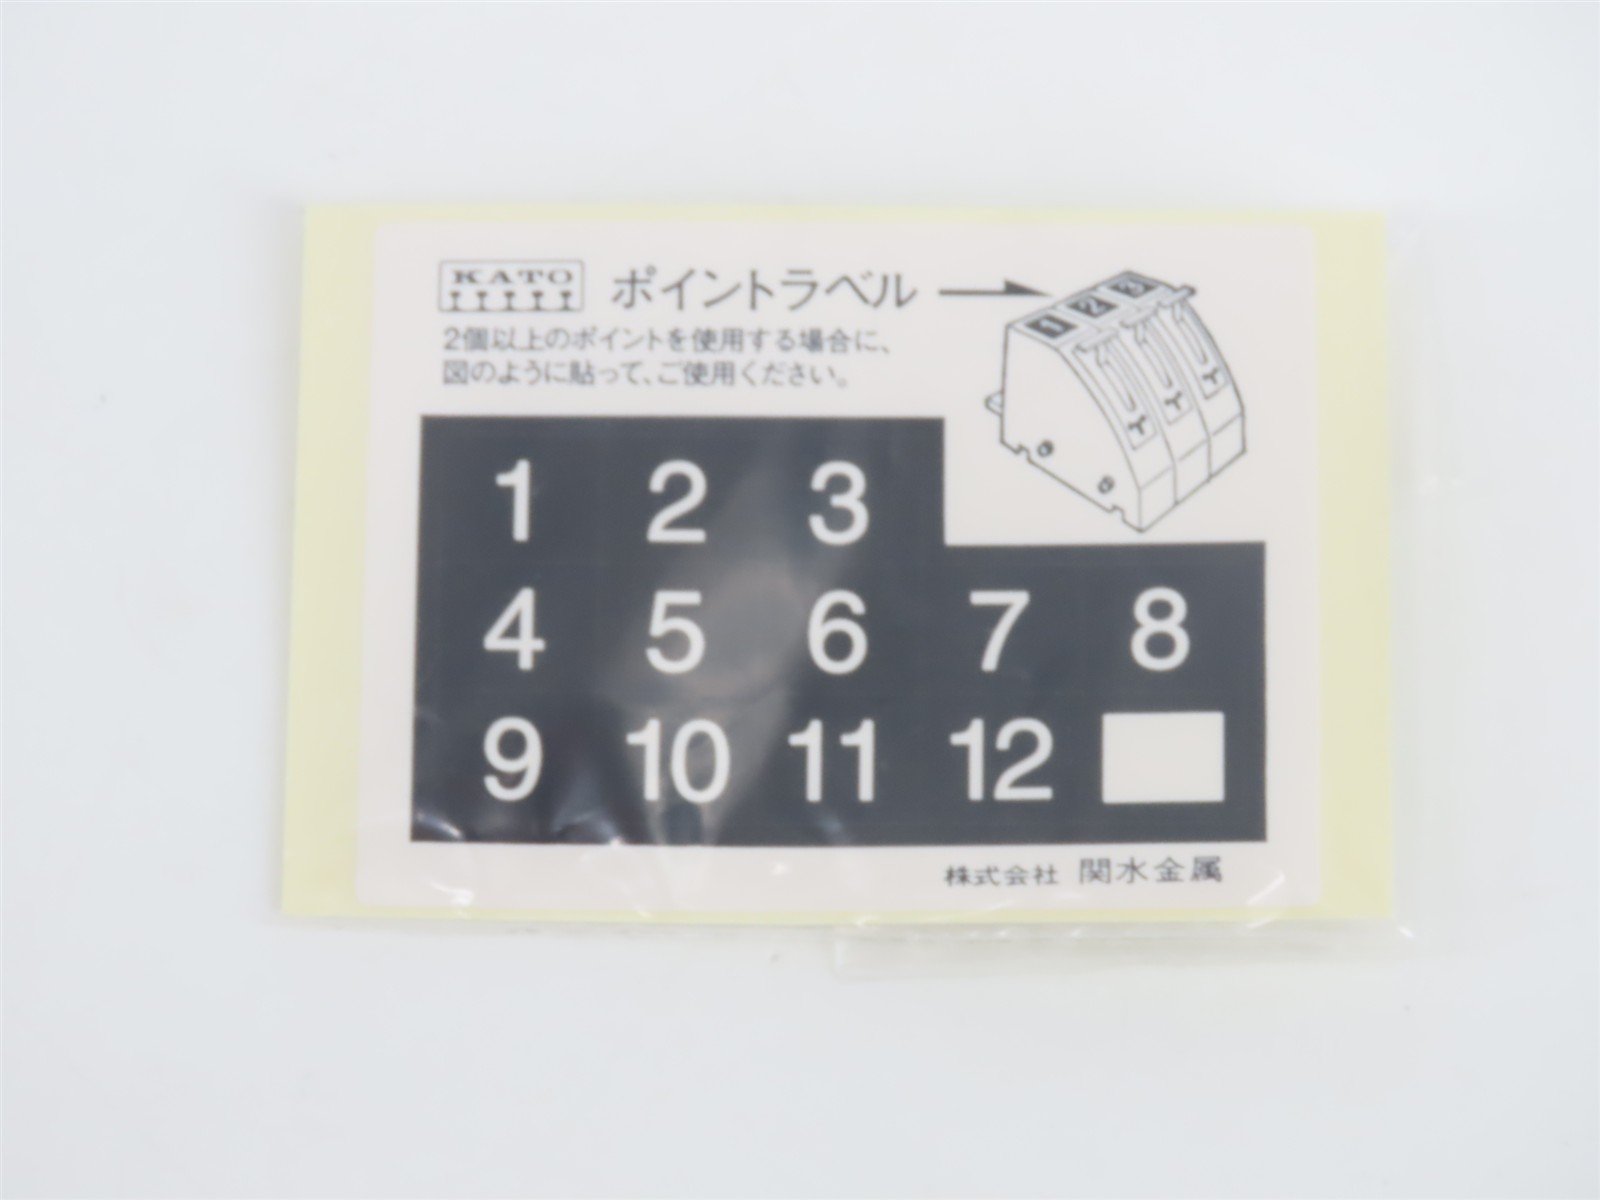 KATO ポイントラベル
2個以上のポイントを使用する場合に、
図のように貼って、ご使用ください。
1 2 3
1 2 3
4 5 6 7 8
9 10 11 12
株式会社 関水金属